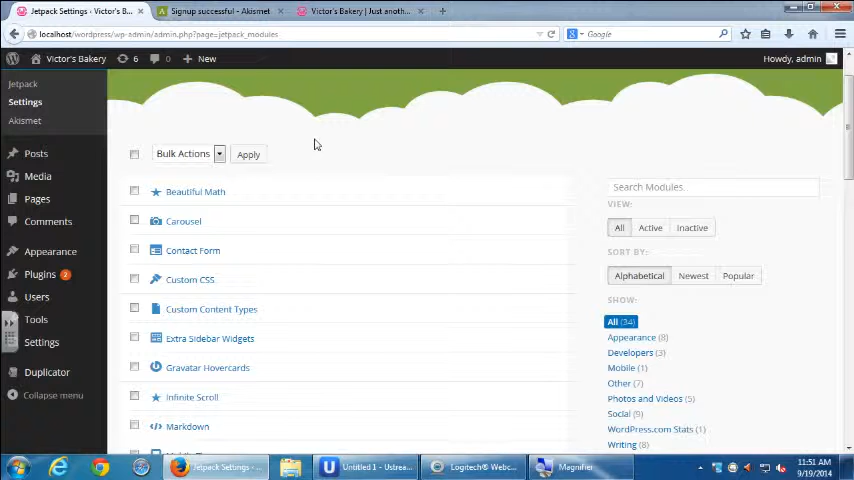 Jetpack Settings ‹ Victor's B...
Signup successful - Akismet
Victor's Bakery | Just anoth...
localhost/wordpress/wp-admin/admin.php?page=jetpack_modules
Google
Victor's Bakery
6
0
New
Howdy, admin
Jetpack
Settings
Akismet
Posts
Media
Pages
Comments
Appearance
Plugins 2
Users
Tools
Settings
Duplicator
Collapse menu
Bulk Actions
Apply
Beautiful Math
Carousel
Contact Form
Custom CSS
Custom Content Types
Extra Sidebar Widgets
Gravatar Hovercards
Infinite Scroll
Markdown
Search Modules.
VIEW:
All
Active
Inactive
SORT BY:
Alphabetical
Newest
Popular
SHOW:
All (34)
Appearance (8)
Developers (3)
Mobile (1)
Other (7)
Photos and Videos (5)
Social (9)
WordPress.com Stats (1)
Writing (8)
Jetpack Settings ‹ ...
Untitled 1 - Ustrea...
Logitech® Webc...
Magnifier
11:51 AM
9/19/2014